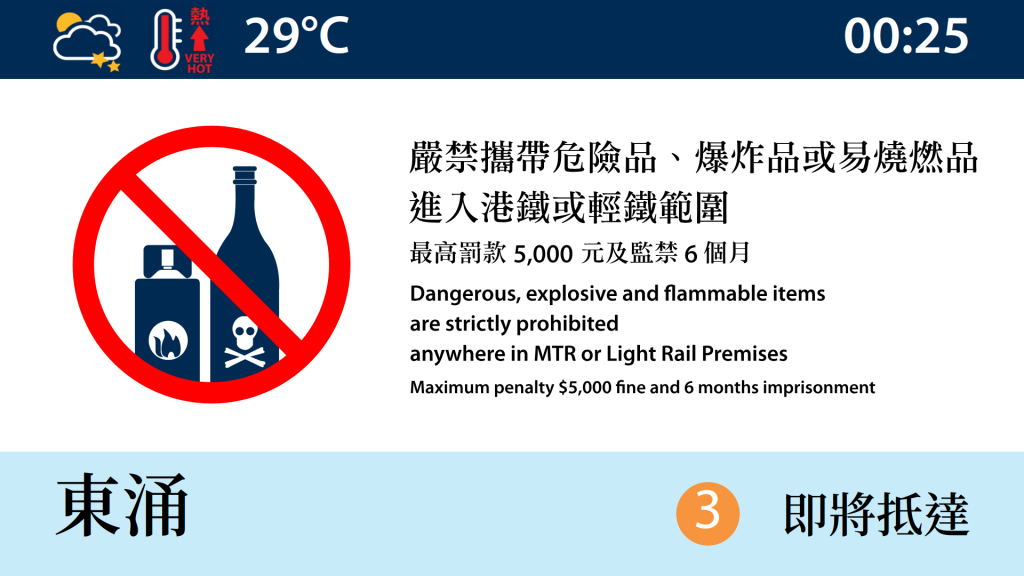 熱
VERY
HOT
29°C
00:25
嚴禁攜帶危險品、爆炸品或易燒燃品
進入港鐵或輕鐵範圍
最高罰款 5,000 元及監禁 6 個月
Dangerous, explosive and flammable items
are strictly prohibited
anywhere in MTR or Light Rail Premises
Maximum penalty $5,000 fine and 6 months imprisonment
東涌
3
即將抵達